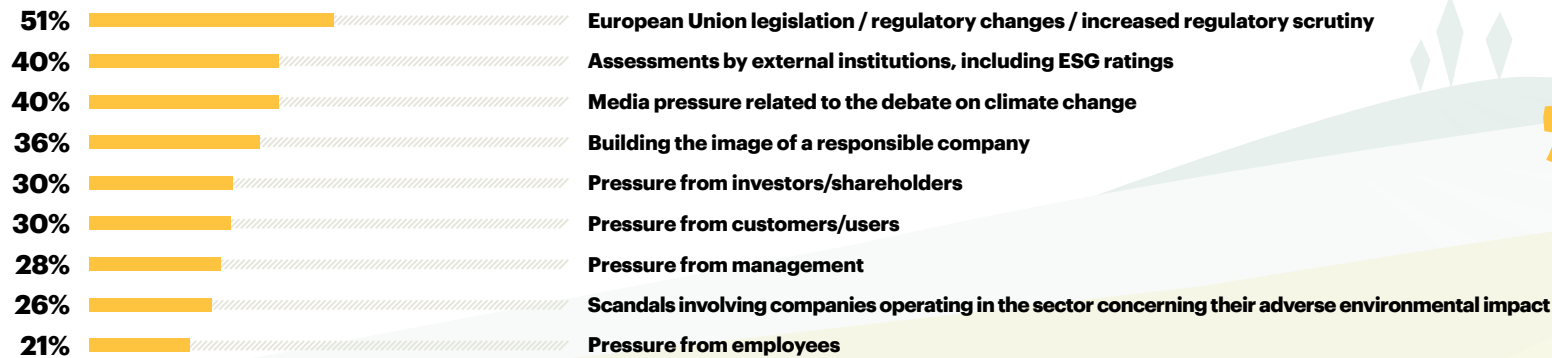 51% European Union legislation / regulatory changes / increased regulatory scrutiny
40% Assessments by external institutions, including ESG ratings
40% Media pressure related to the debate on climate change
36% Building the image of a responsible company
30% Pressure from investors/shareholders
30% Pressure from customers/users
28% Pressure from management
26% Scandals involving companies operating in the sector concerning their adverse environmental impact
21% Pressure from employees